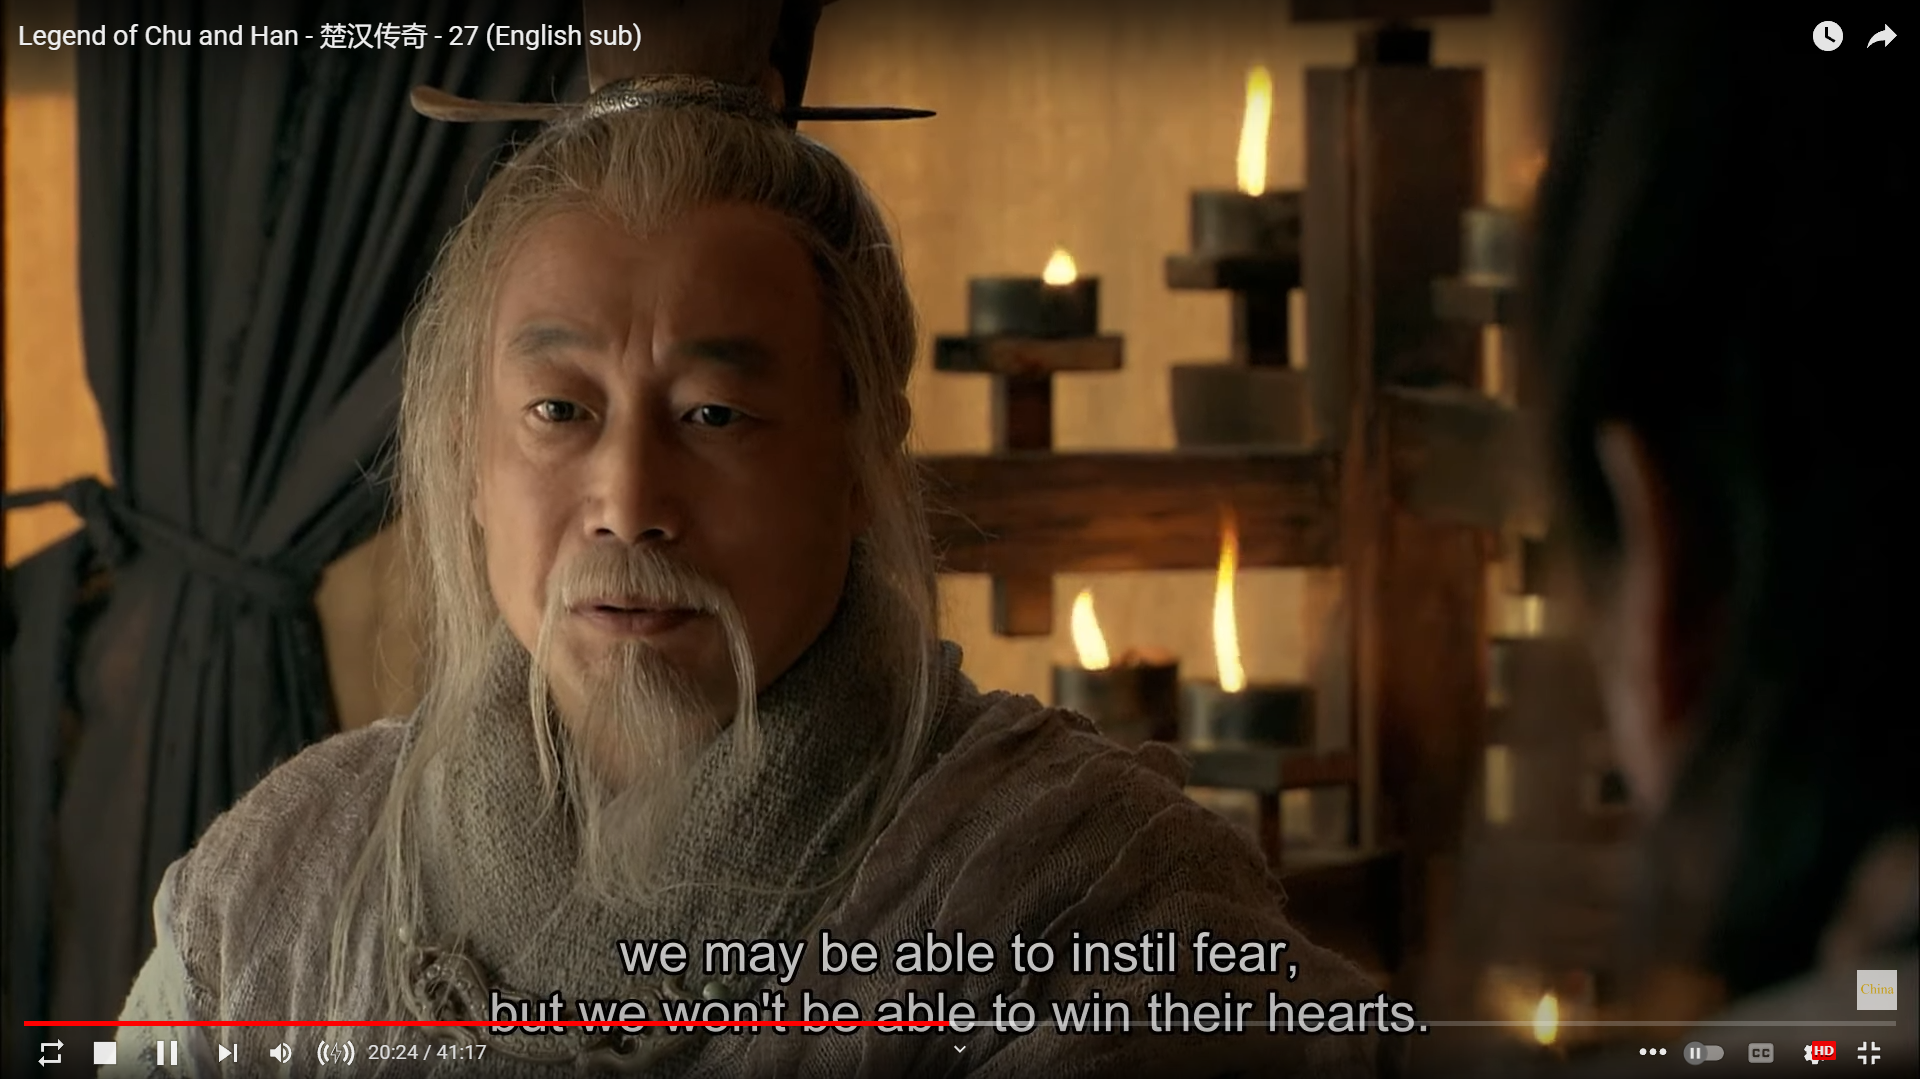 Legend of Chu and Han - 楚汉传奇 - 27 (English sub)
we may be able to instil fear,
but we won't be able to win their hearts.
China
20:24 / 41:17
CC
HD